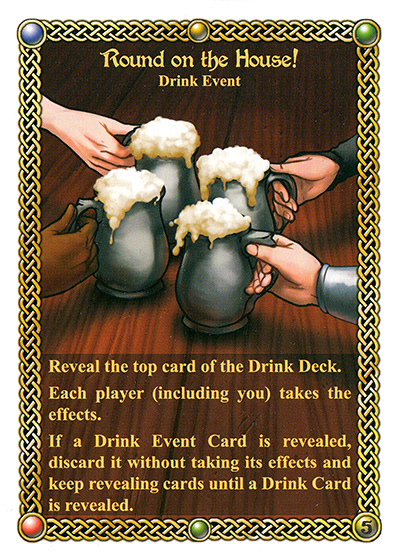 Round on the House!
Drink Event
Reveal the top card of the Drink Deck.
Each player (including you) takes the
effects.
If a Drink Event Card is revealed,
discard it without taking its effects and
keep revealing cards until a Drink Card
is revealed.
5